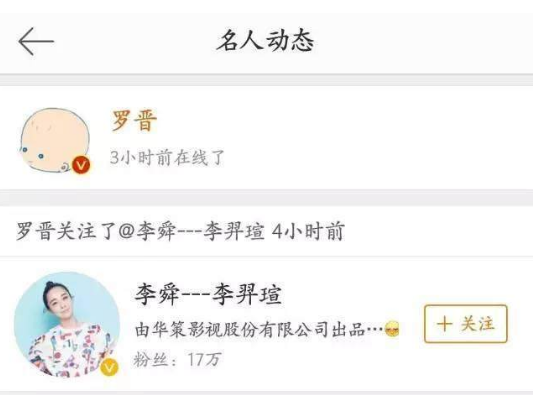 名人动态
罗晋
3小时前在线了
罗晋关注了@李舜---李羿瑄 4小时前
李舜---李羿瑄
由华策影视股份有限公司出品…
+ 关注
粉丝：17万